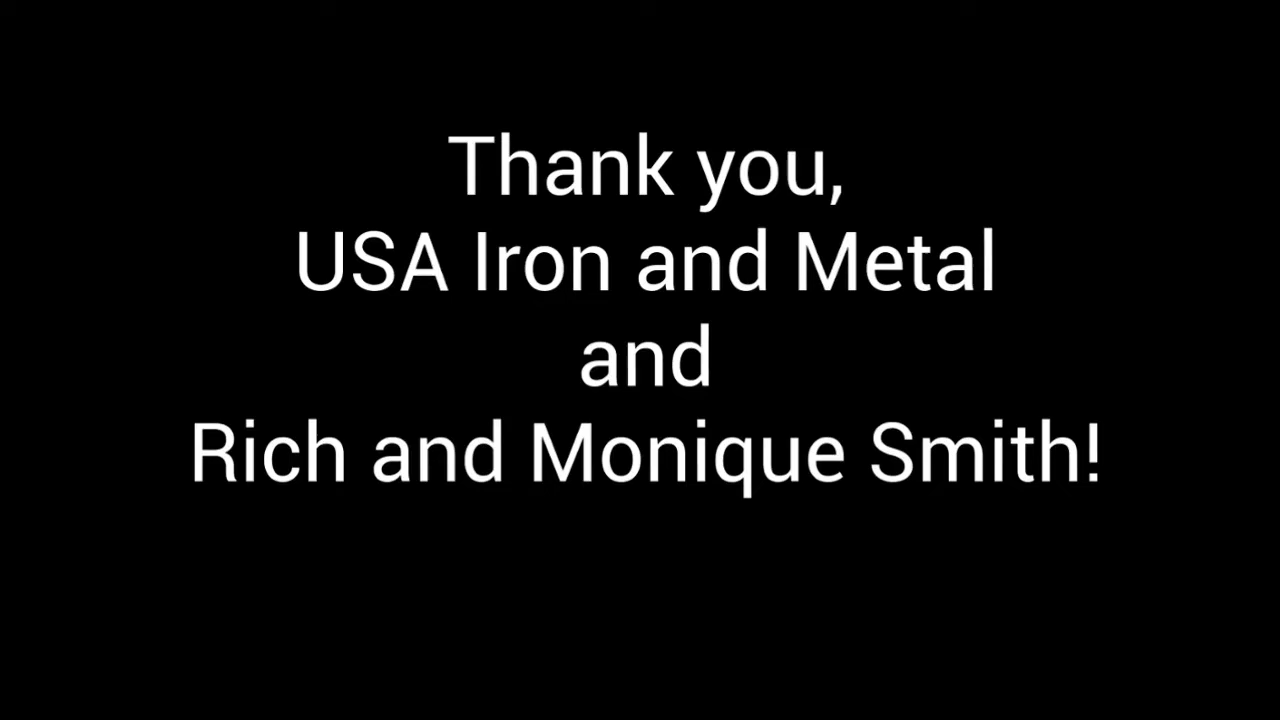 Thank you,
USA Iron and Metal
and
Rich and Monique Smith!